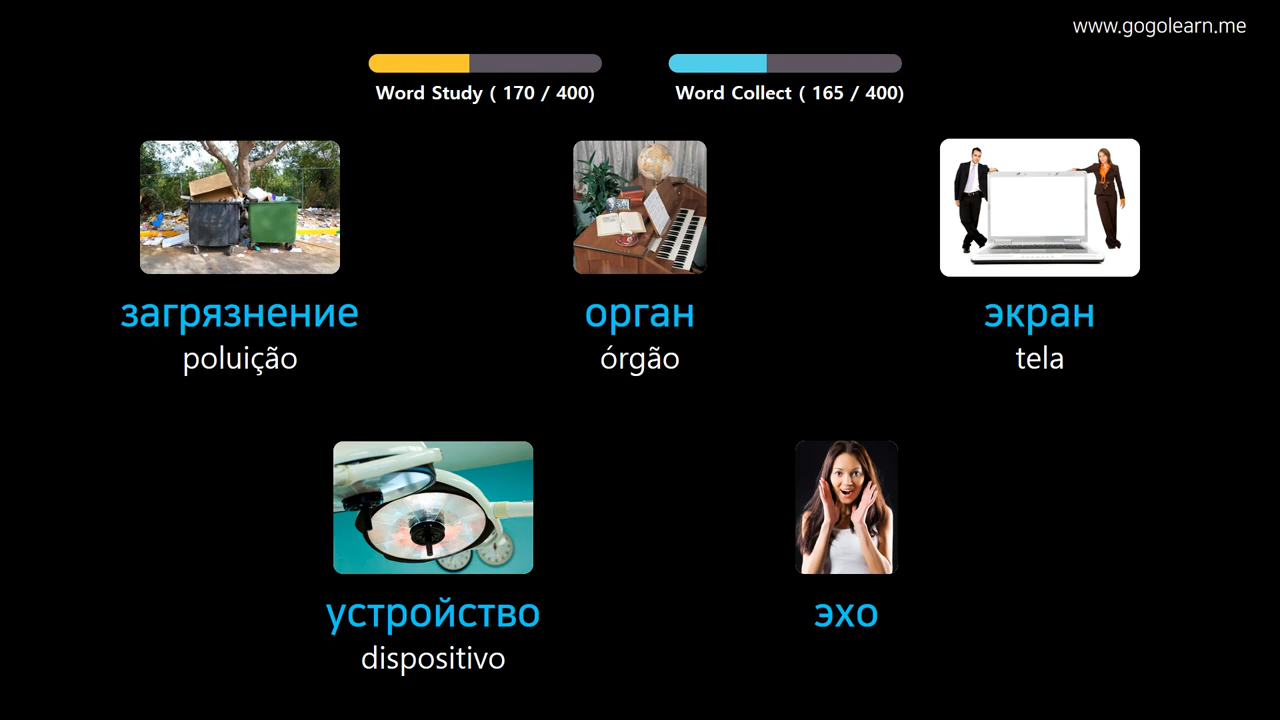 www.gogolearn.me
Word Study ( 170 / 400)
Word Collect ( 165 / 400)
загрязнение
poluição
орган
órgão
экран
tela
устройство
dispositivo
эхо